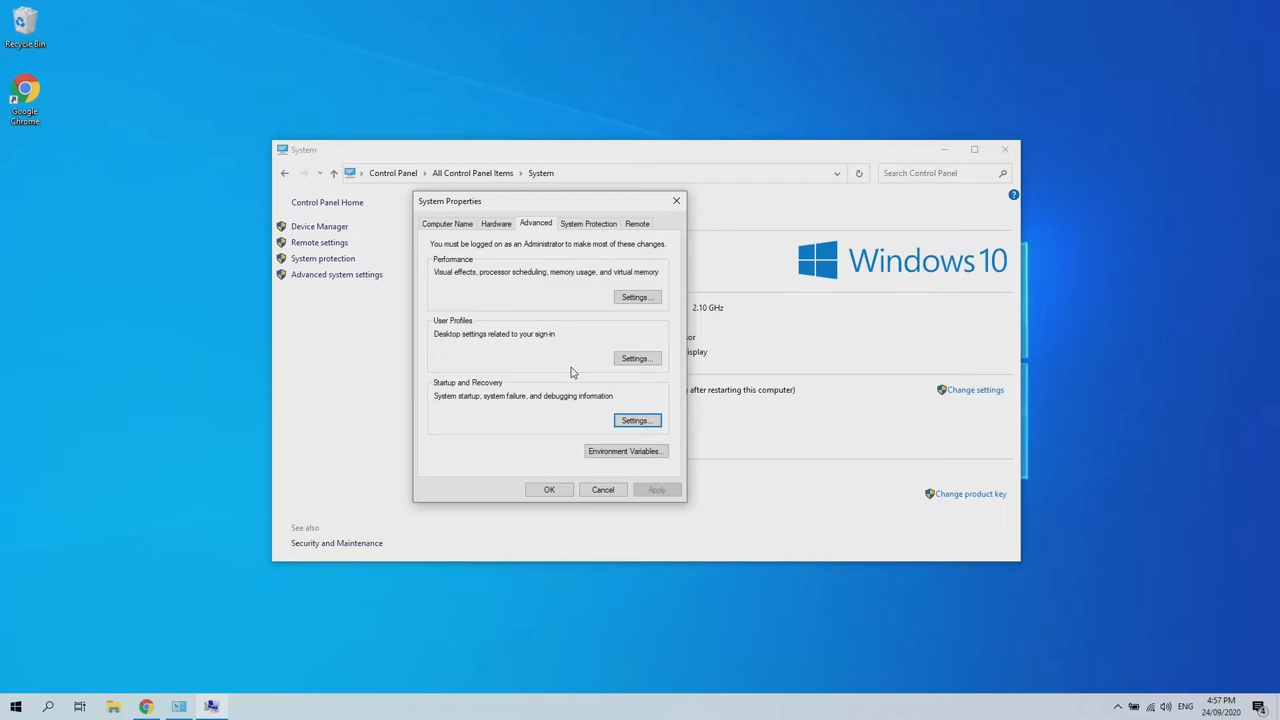 Recycle Bin
Google
Chrome
System
Control Panel
All Control Panel Items
System
Search Control Panel
Control Panel Home
Device Manager
Remote settings
System protection
Advanced system settings
See also
Security and Maintenance
System Properties
Computer Name
Hardware
Advanced
System Protection
Remote
You must be logged on as an Administrator to make most of these changes.
Performance
Visual effects, processor scheduling, memory usage, and virtual memory
Settings...
User Profiles
Desktop settings related to your sign-in
Settings...
Startup and Recovery
System startup, system failure, and debugging information
Settings...
Environment Variables...
OK
Cancel
Apply
Windows 10
2.10 GHz
sor
display
g after restarting this computer)
Change settings
Change product key
ENG
4:57 PM
24/09/2020
4